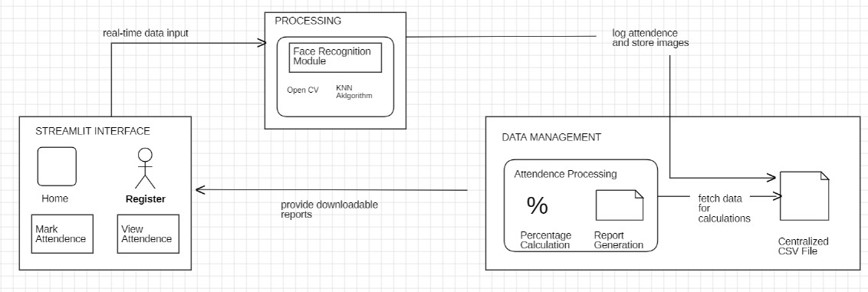 PROCESSING
real-time data input
Face Recognition
Module
Open CV
KNN
Aklgorithm
log attendence
and store images
STREAMLIT INTERFACE
Home
Register
Mark
Attendence
View
Attendence
provide downloadable
reports
DATA MANAGEMENT
Attendence Processing
%
Percentage
Calculation
Report
Generation
fetch data
for
calculations
Centralized
CSV File